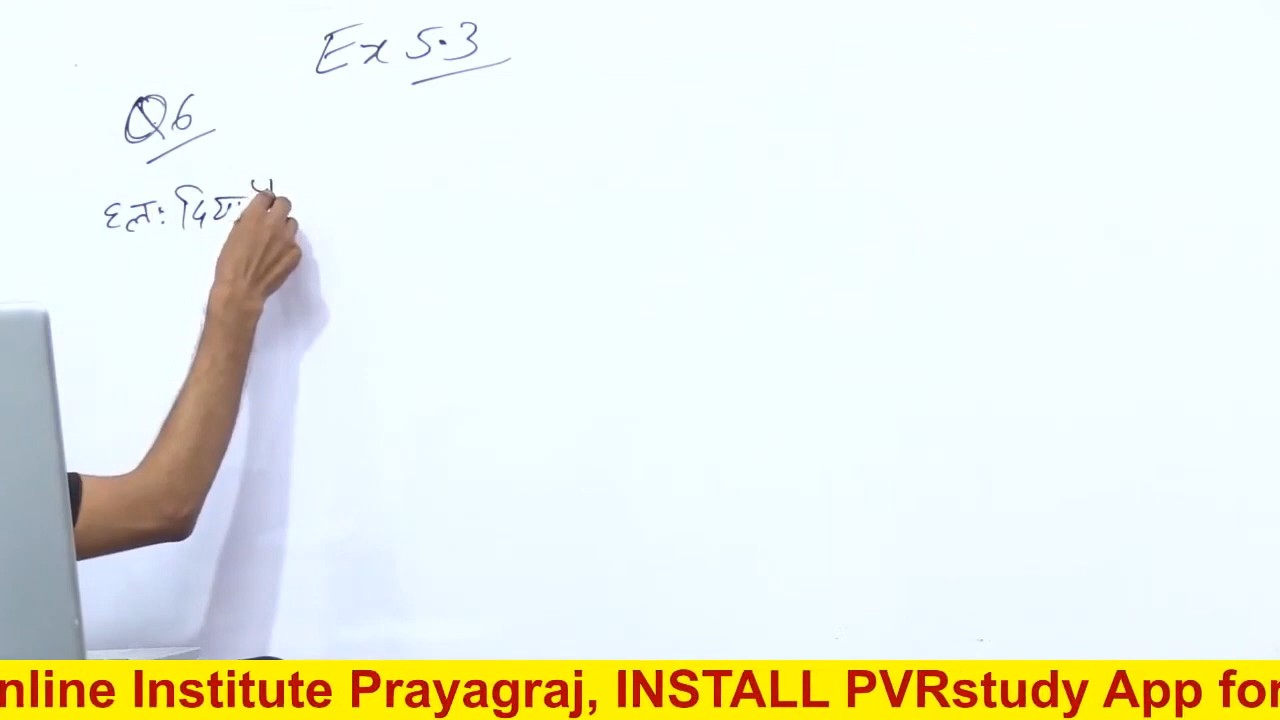 Ex 5.3
Q6
हल: दिया
nline Institute Prayagraj, INSTALL PVRstudy App for